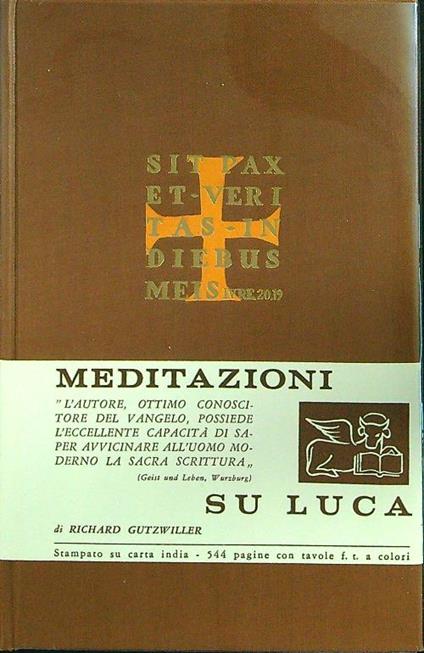 SIT PAX
ET-VERI
TAS-IN
DIEBUS
MEIS IV RE, 20.19
MEDITAZIONI
"L'AUTORE, OTTIMO CONOSCI-
TORE DEL VANGELO, POSSIEDE
L'ECCELLENTE CAPACITÀ DI SA-
PER AVVICINARE ALL'UOMO MO-
DERNO LA SACRA SCRITTURA„
(Geist und Leben, Wurzburg)
SU LUCA
di RICHARD GUTZWILLER
Stampato su carta india - 544 pagine con tavole f. t. a colori